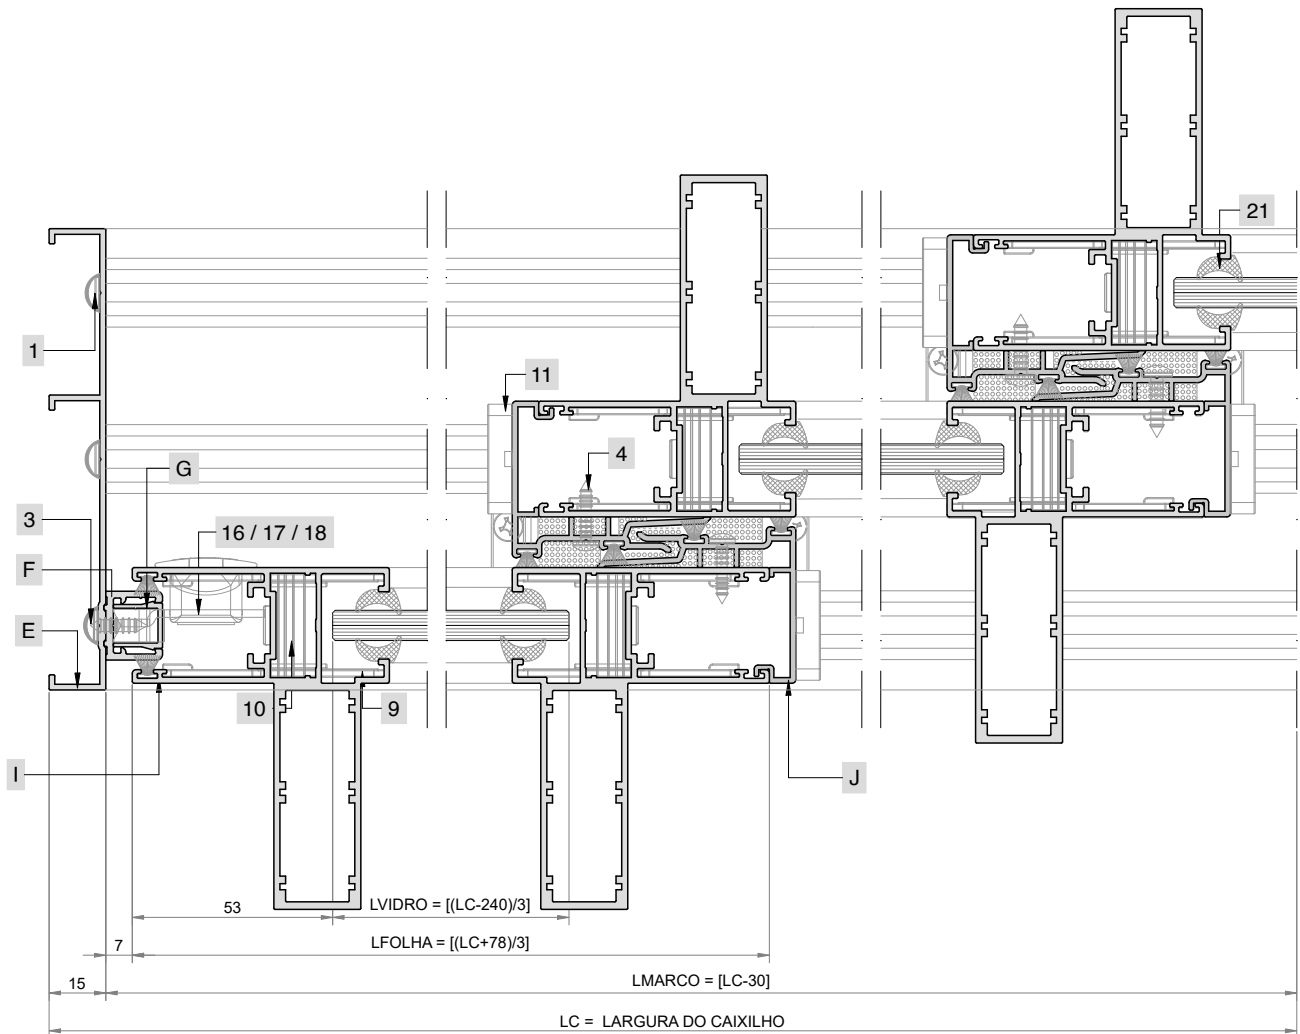 21
1
11
G
4
3
16 / 17 / 18
F
E
10
9
I
J
53
LVIDRO = [(LC-240)/3]
7
LFOLHA = [(LC+78)/3]
15
LMARCO = [LC-30]
LC = LARGURA DO CAIXILHO